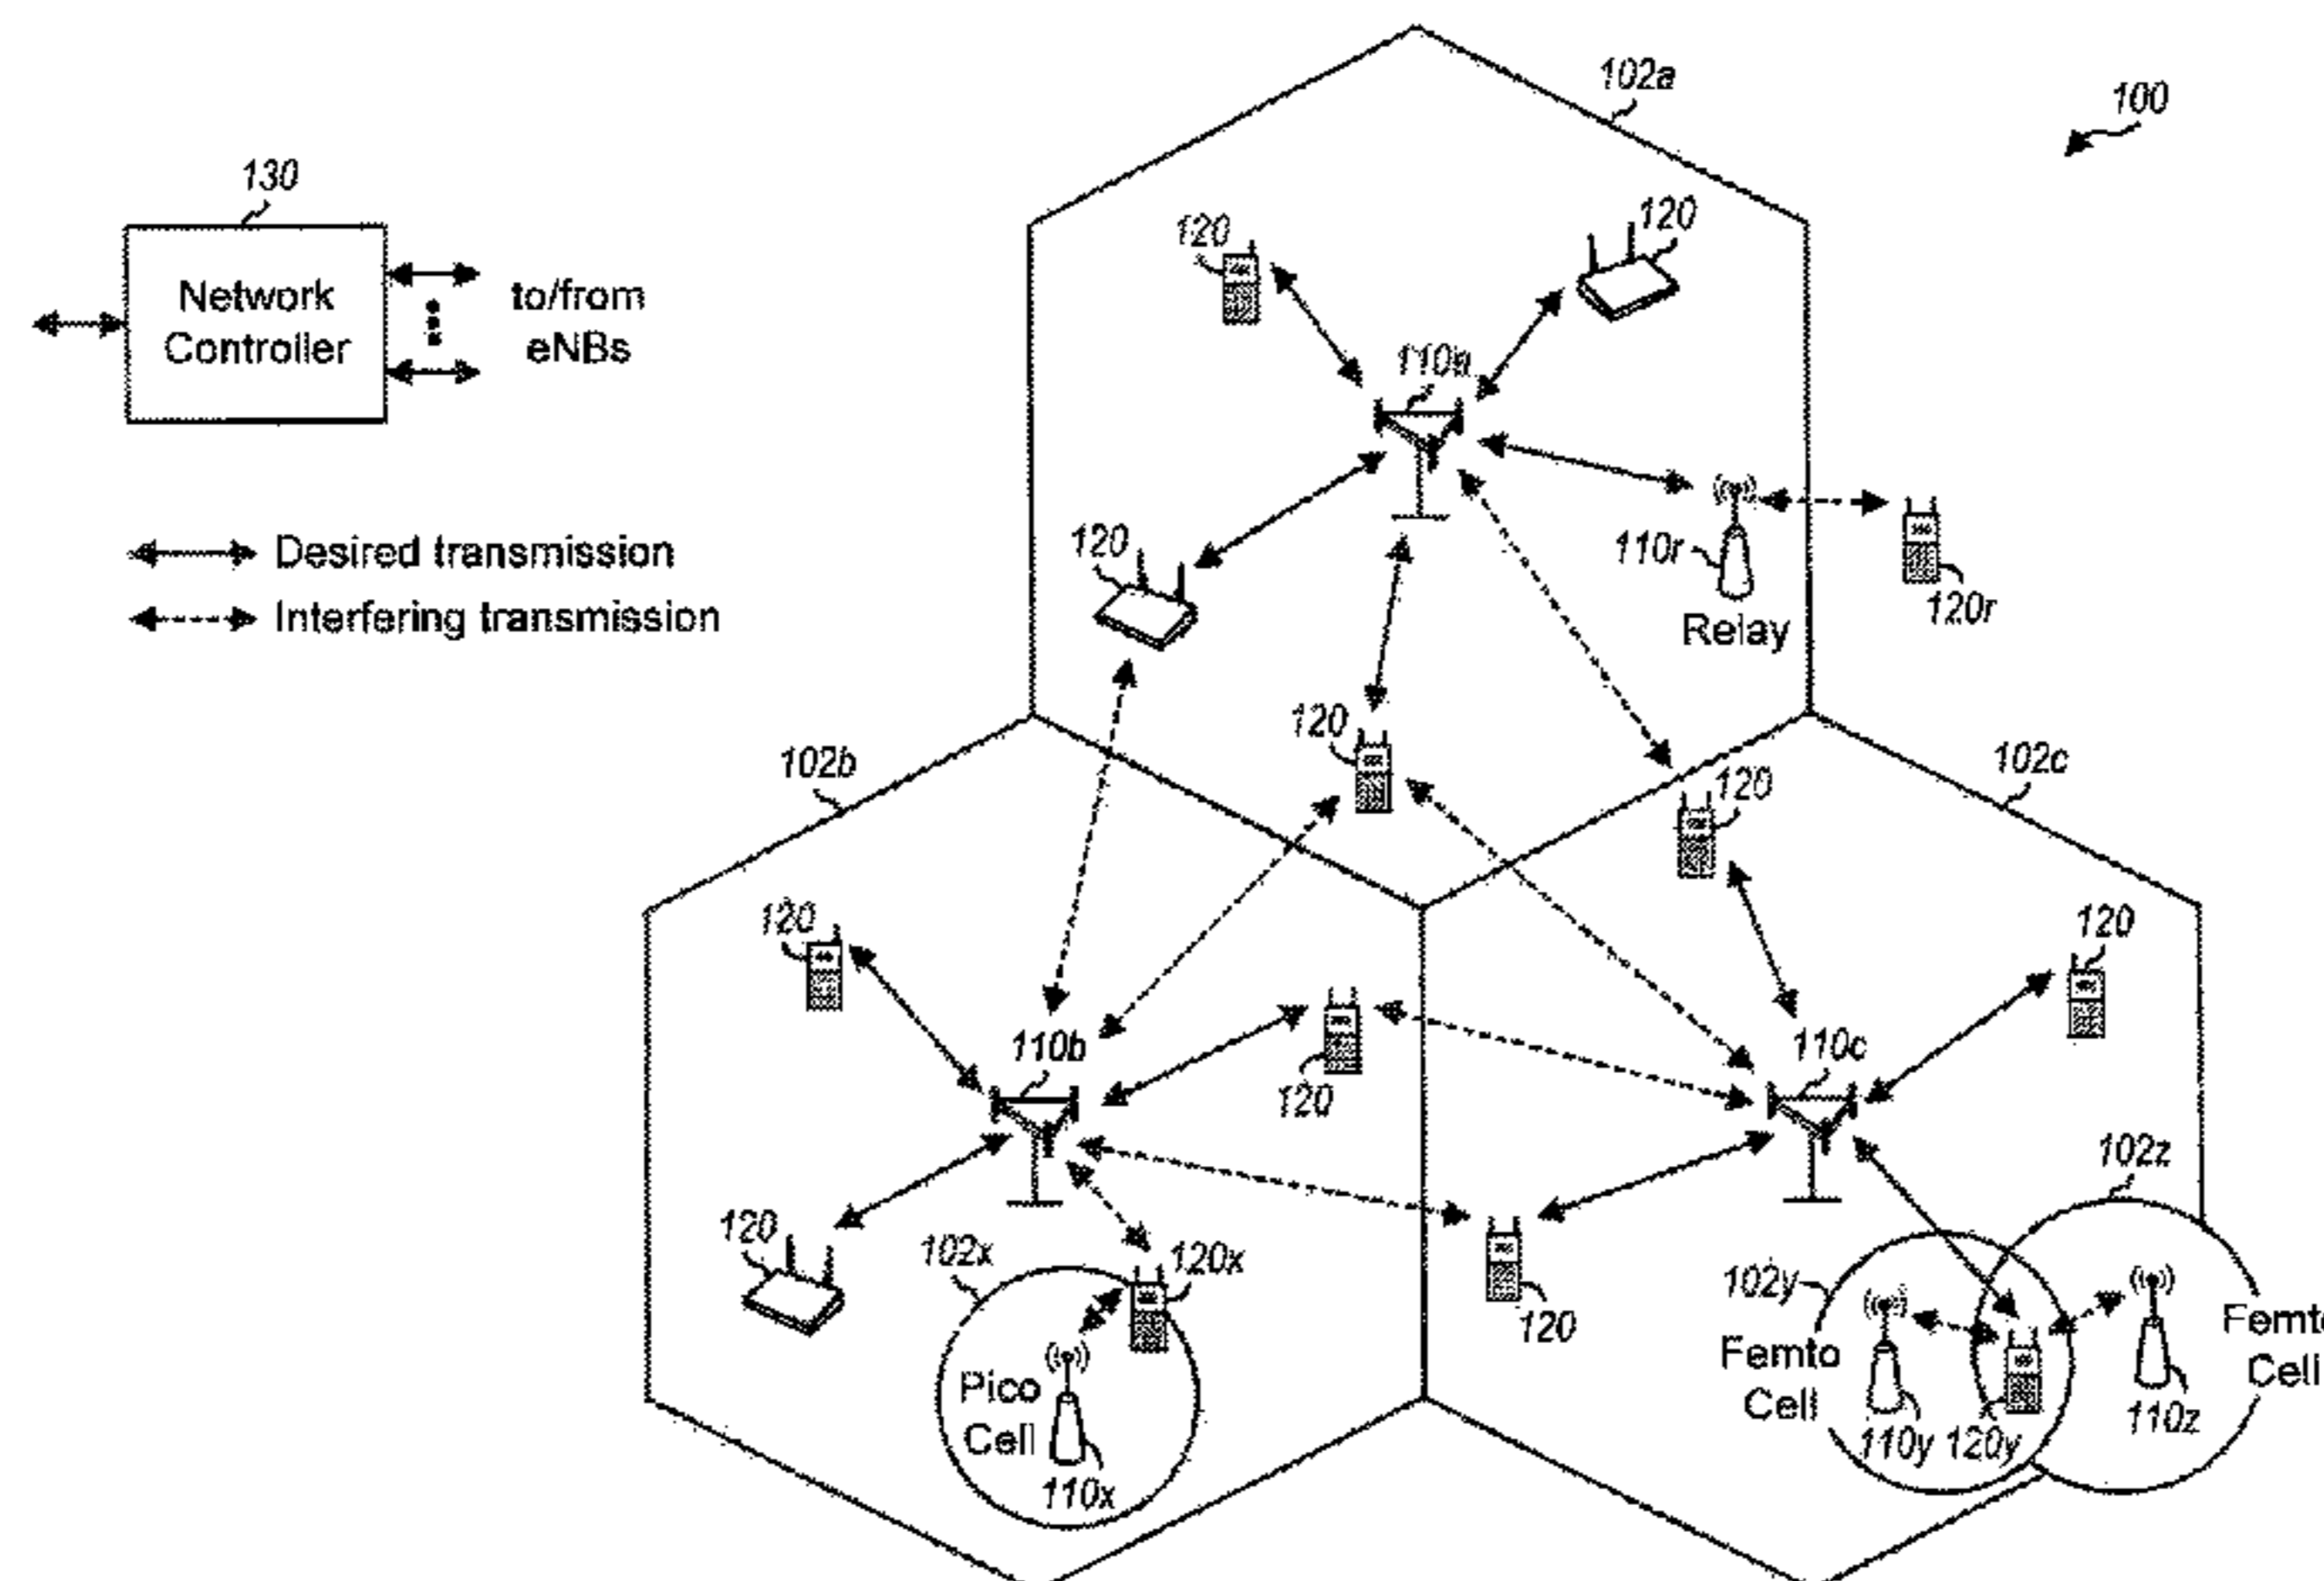 102a
100
130
120
120
Network
Controller
to/from
eNBs
110a
Desired transmission
Interfering transmission
120
110r
120r
Relay
120
102b
102c
120
120
120
110b
120
110c
102z
120
102x
120x
102y
120
Femto
Cell
Pico
Cell
110x
110y
120y
110z
Femto
Cell